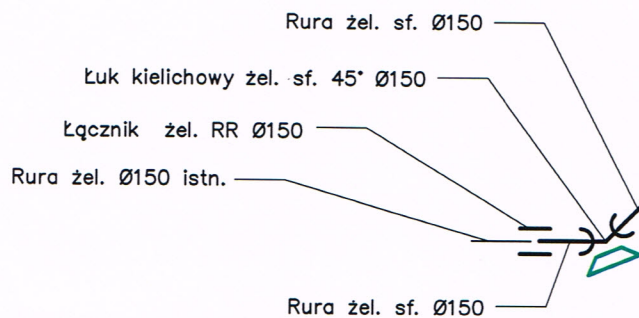 Rura żel. sf. Ø150
Łuk kielichowy żel. sf. 45° Ø150
Łącznik żel. RR Ø150
Rura żel. Ø150 istn.
Rura żel. sf. Ø150